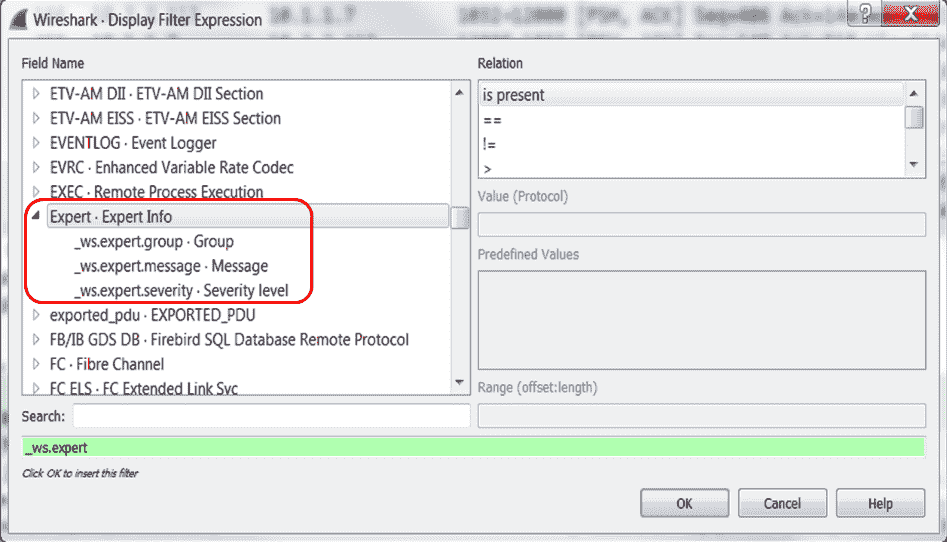 Wireshark · Display Filter Expression
Field Name
ETV-AM DII · ETV-AM DII Section
ETV-AM EISS · ETV-AM EISS Section
EVENTLOG · Event Logger
EVRC · Enhanced Variable Rate Codec
EXEC · Remote Process Execution
Expert · Expert Info
_ws.expert.group · Group
_ws.expert.message · Message
_ws.expert.severity · Severity level
exported_pdu · EXPORTED_PDU
FB/IB GDS DB · Firebird SQL Database Remote Protocol
FC · Fibre Channel
FC ELS · FC Extended Link Svc
Search:
Relation
is present
==
!=
>
Value (Protocol)
Predefined Values
Range (offset:length)
_ws.expert
Click OK to insert this filter
OK
Cancel
Help